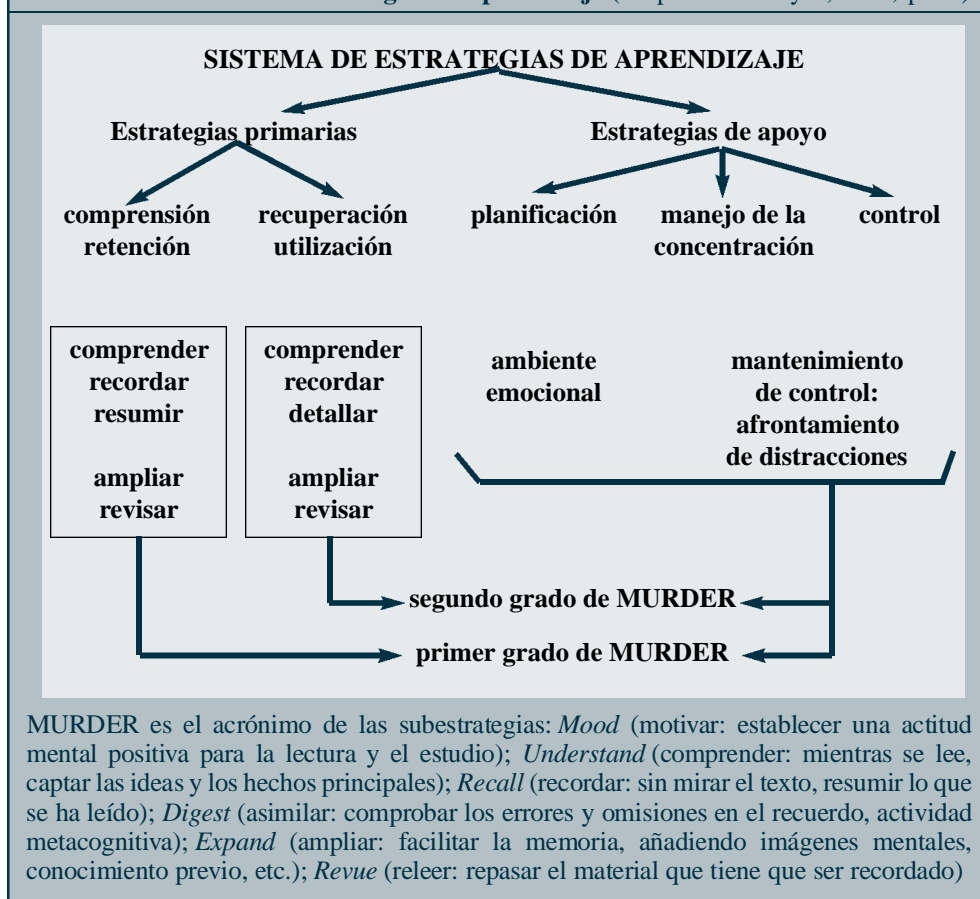 SISTEMA DE ESTRATEGIAS DE APRENDIZAJE
Estrategias primarias
Estrategias de apoyo
comprensión
retención
recuperación
utilización
planificación
manejo de la
concentración
control
comprender
recordar
resumir
ampliar
revisar
comprender
recordar
detallar
ampliar
revisar
ambiente
emocional
mantenimiento
de control:
afrontamiento
de distracciones
segundo grado de MURDER
primer grado de MURDER
MURDER es el acrónimo de las subestrategias: Mood (motivar: establecer una actitud
mental positiva para la lectura y el estudio); Understand (comprender: mientras se lee,
captar las ideas y los hechos principales); Recall (recordar: sin mirar el texto, resumir lo que
se ha leído); Digest (asimilar: comprobar los errores y omisiones en el recuerdo, actividad
metacognitiva); Expand (ampliar: facilitar la memoria, añadiendo imágenes mentales,
conocimiento previo, etc.); Revue (releer: repasar el material que tiene que ser recordado)